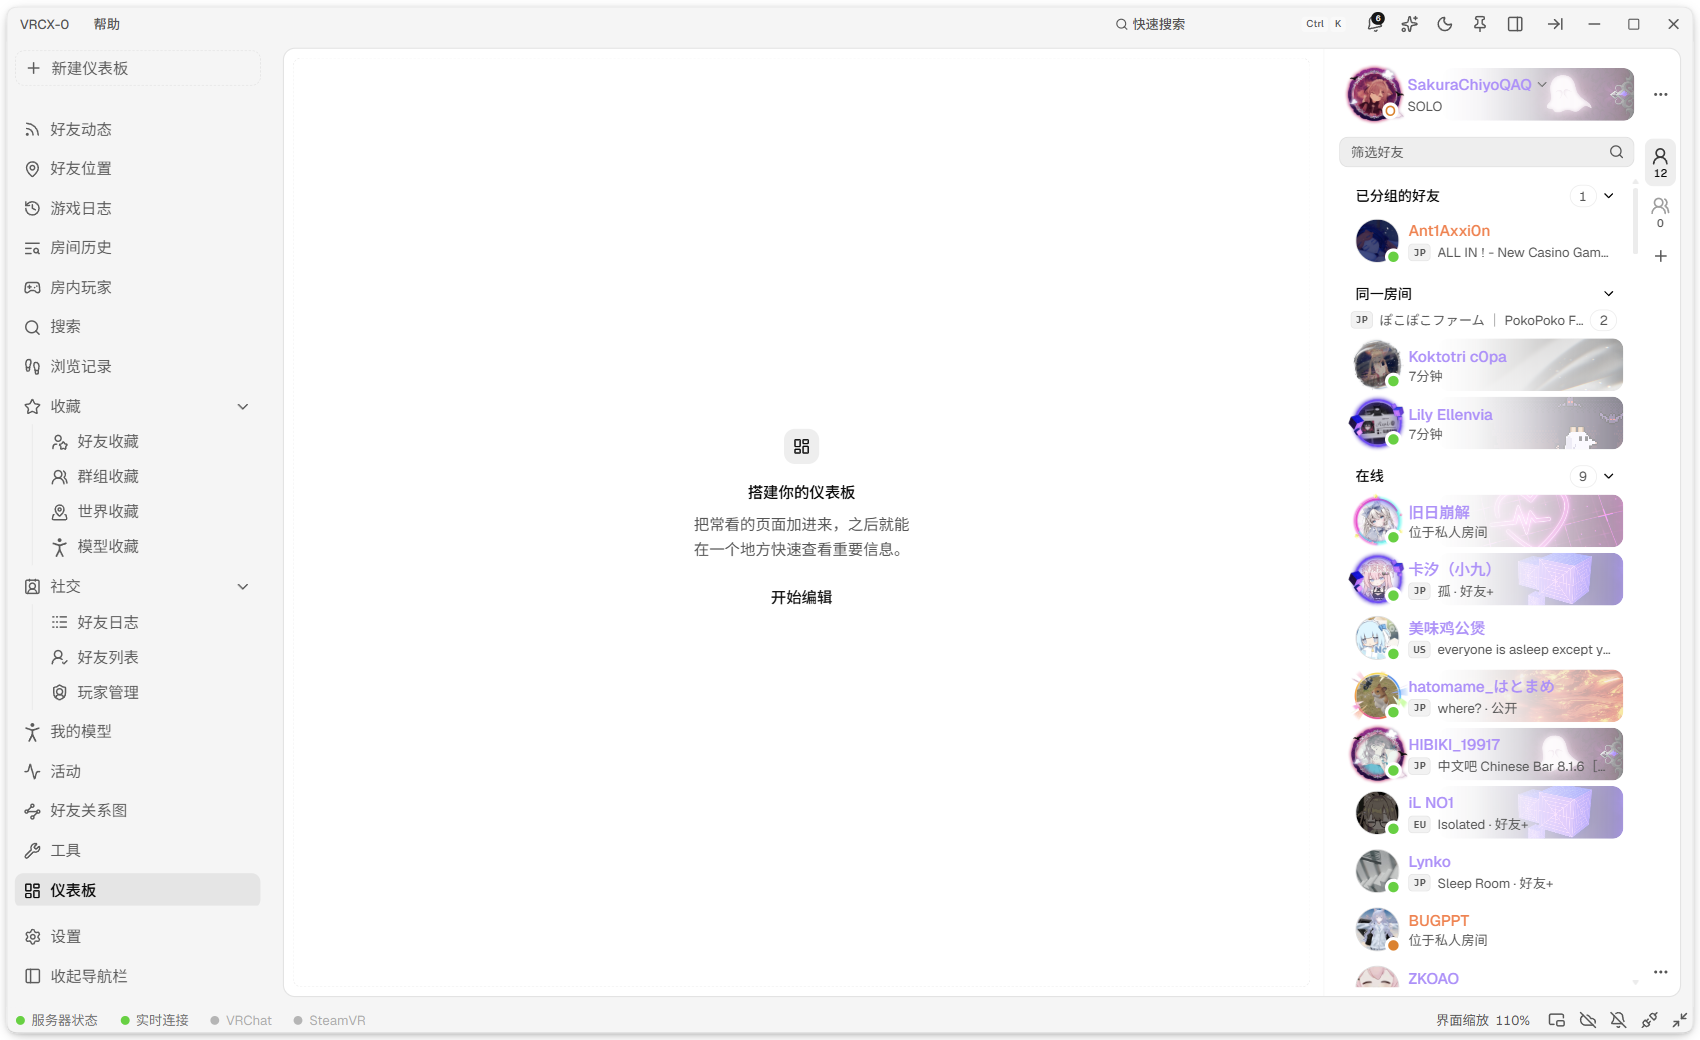 VRCX-0 帮助
快速搜索 Ctrl K 6
新建仪表板
好友动态
好友位置
游戏日志
房间历史
房内玩家
搜索
浏览记录
收藏
好友收藏
群组收藏
世界收藏
模型收藏
社交
好友日志
好友列表
玩家管理
我的模型
活动
好友关系图
工具
仪表板
设置
收起导航栏
搭建你的仪表板
把常看的页面加进来，之后就能
在一个地方快速查看重要信息。
开始编辑
SakuraChiyoQAQ
SOLO
筛选好友
12
0
已分组的好友 1
Ant1Axxi0n
JP ALL IN ! - New Casino Gam...
同一房间
JP ぽこぽこファーム｜PokoPoko F... 2
Koktotri c0pa
7分钟
Lily Ellenvia
7分钟
在线 9
旧日崩解
位于私人房间
卡汐（小九）
JP 孤 · 好友+
美味鸡公煲
US everyone is asleep except y...
hatomame_はとまめ
JP where? · 公开
HIBIKI_19917
JP 中文吧 Chinese Bar 8.1.6［...
iL NO1
EU Isolated · 好友+
Lynko
JP Sleep Room · 好友+
BUGPPT
位于私人房间
ZKOAO
服务器状态 实时连接 VRChat SteamVR
界面缩放 110%